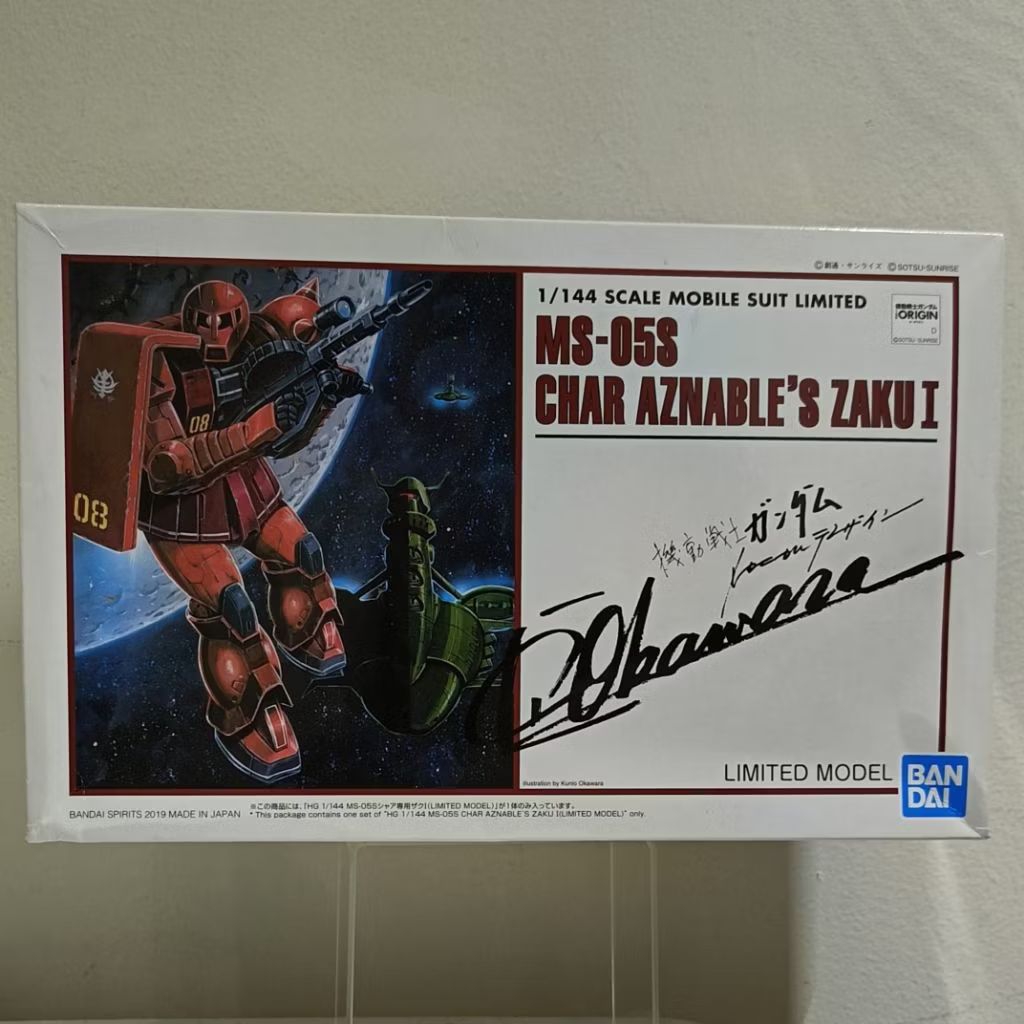 ©創通・サンライズ ©SOTSU・SUNRISE
1/144 SCALE MOBILE SUIT LIMITED
機動戦士ガンダム
THE ORIGIN
D
©SOTSU・SUNRISE
MS-05S
CHAR AZNABLE'S ZAKU I
08
08
機動戦士ガンダム
デザイン
Okawara
Illustration by Kunio Okawara
LIMITED MODEL
BAN
DAI
BANDAI SPIRITS 2019 MADE IN JAPAN
※この商品には、「HG 1/144 MS-05Sシャア専用ザクI(LIMITED MODEL)」が1体のみ入っています。
* This package contains one set of "HG 1/144 MS-05S CHAR AZNABLE'S ZAKU I(LIMITED MODEL)" only.